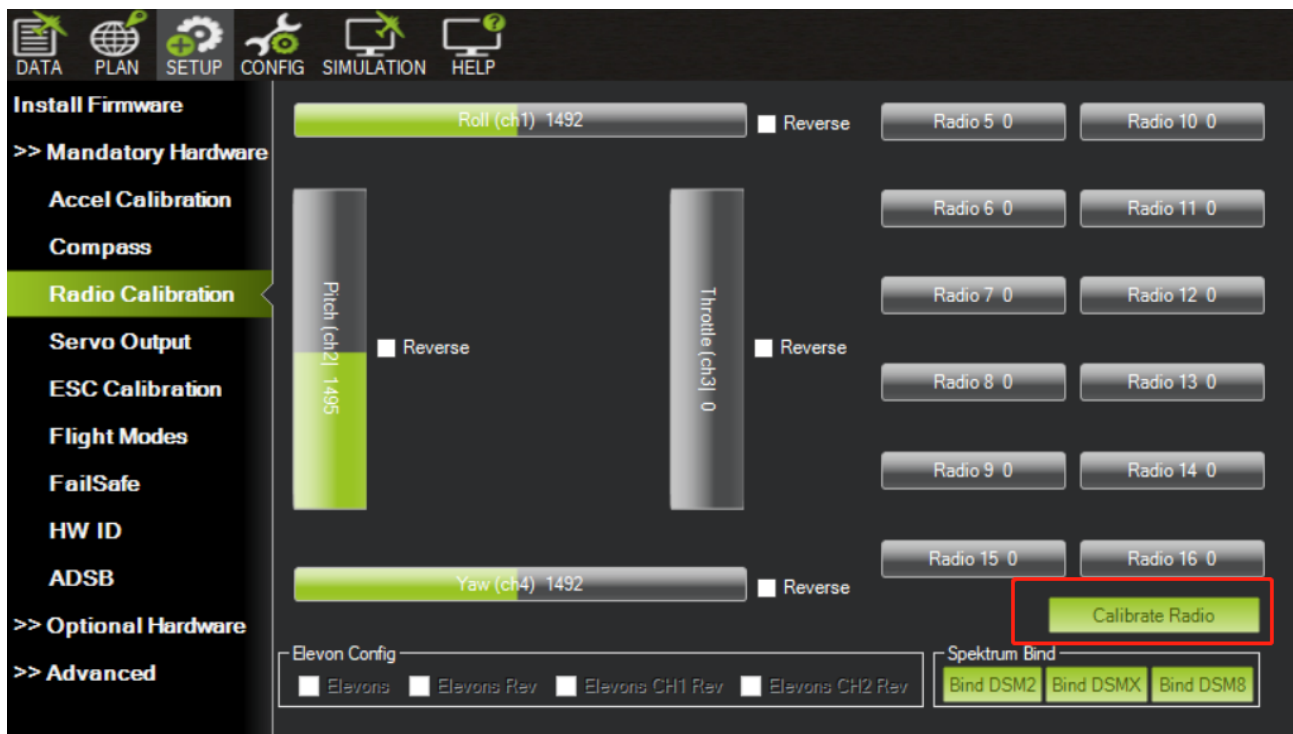 DATA PLAN SETUP CONFIG SIMULATION HELP
Install Firmware
>> Mandatory Hardware
Accel Calibration
Compass
Radio Calibration
Servo Output
ESC Calibration
Flight Modes
FailSafe
HW ID
ADSB
>> Optional Hardware
>> Advanced
Roll (ch1) 1492
Reverse
Pitch (ch2| 1495
Reverse
Throttle (ch3| 0
Reverse
Yaw (ch4) 1492
Reverse
Radio 5 0
Radio 10 0
Radio 6 0
Radio 11 0
Radio 7 0
Radio 12 0
Radio 8 0
Radio 13 0
Radio 9 0
Radio 14 0
Radio 15 0
Radio 16 0
Calibrate Radio
Elevon Config
Elevons
Elevons Rev
Elevons CH1 Rev
Elevons CH2 Rev
Spektrum Bind
Bind DSM2
Bind DSMX
Bind DSM8